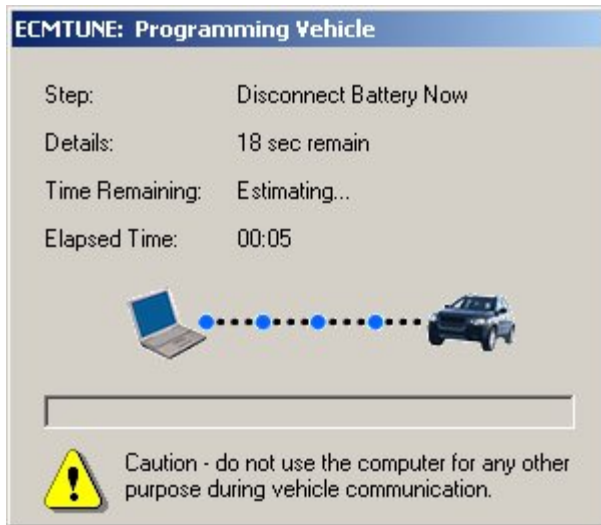 ECMTUNE: Programming Vehicle
Step: Disconnect Battery Now
Details: 18 sec remain
Time Remaining: Estimating...
Elapsed Time: 00:05
Caution - do not use the computer for any other
purpose during vehicle communication.